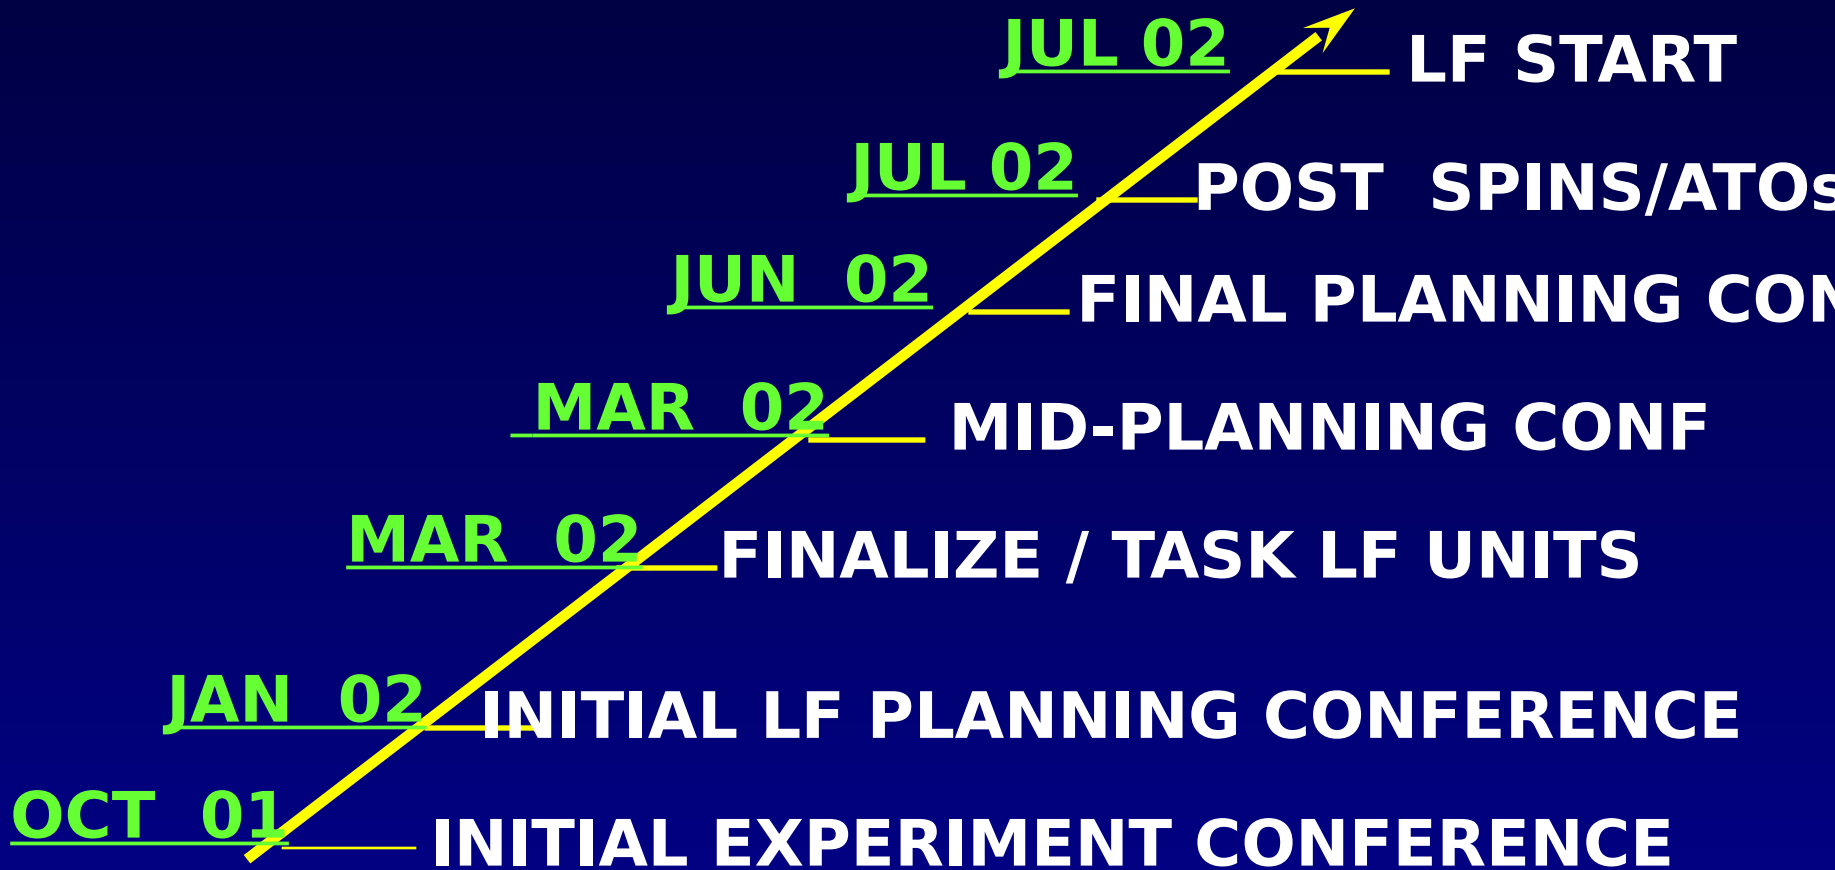 JUL 02 LF START
JUL 02 POST SPINS/ATOs
JUN 02 FINAL PLANNING CON
MAR 02 MID-PLANNING CONF
MAR 02 FINALIZE / TASK LF UNITS
JAN 02 INITIAL LF PLANNING CONFERENCE
OCT 01 INITIAL EXPERIMENT CONFERENCE